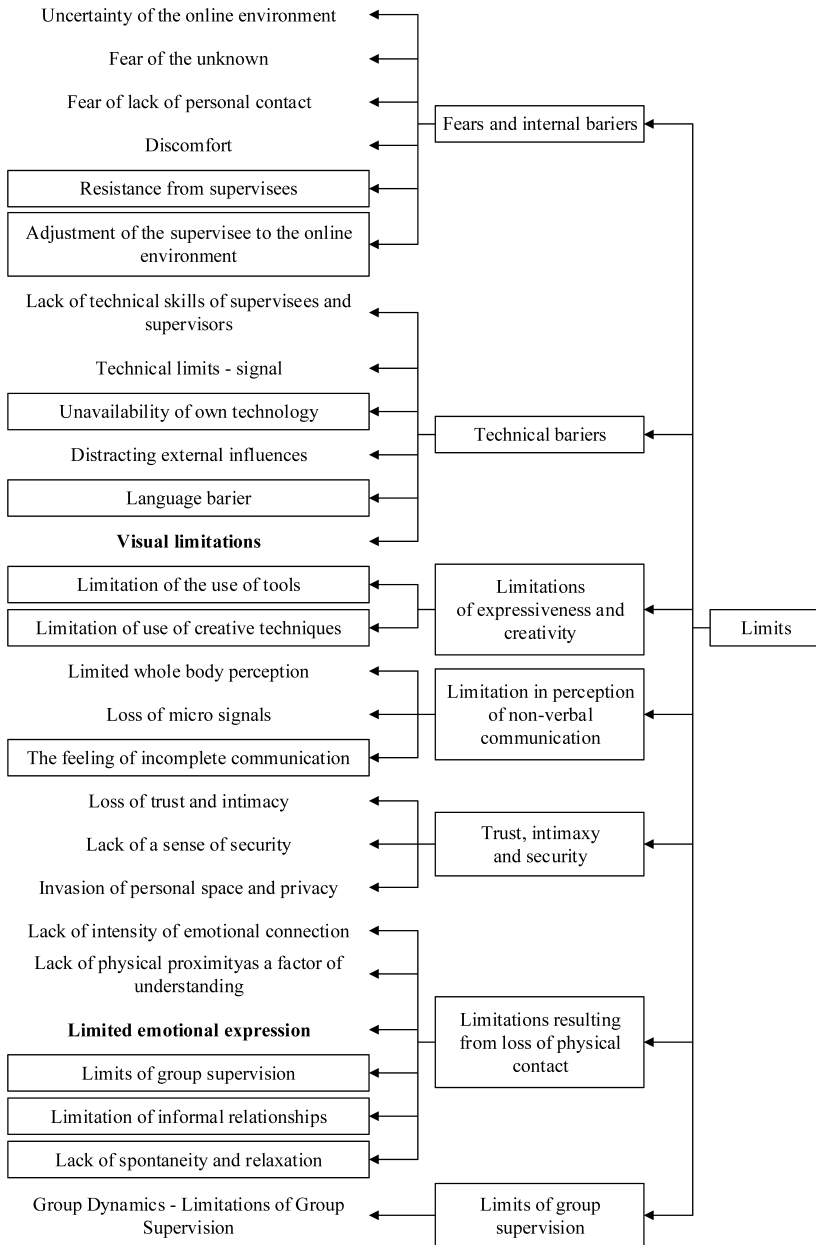 Uncertainty of the online environment
Fear of the unknown
Fear of lack of personal contact
Discomfort
Resistance from supervisees
Adjustment of the supervisee to the online
environment
Fears and internal bariers
Lack of technical skills of supervisees and
supervisors
Technical limits - signal
Unavailability of own technology
Distracting external influences
Language barier
Visual limitations
Technical bariers
Limitation of the use of tools
Limitation of use of creative techniques
Limitations
of expressiveness and
creativity
Limits
Limited whole body perception
Loss of micro signals
The feeling of incomplete communication
Limitation in perception
of non-verbal
communication
Loss of trust and intimacy
Lack of a sense of security
Invasion of personal space and privacy
Trust, intimaxy
and security
Lack of intensity of emotional connection
Lack of physical proximityas a factor of
understanding
Limited emotional expression
Limits of group supervision
Limitation of informal relationships
Lack of spontaneity and relaxation
Limitations resulting
from loss of physical
contact
Group Dynamics - Limitations of Group
Supervision
Limits of group
supervision